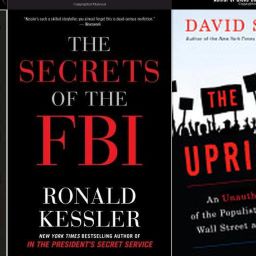 "Kessler's such a skilled storyteller, you almost forget this is dead-serious nonfiction."
—Newsweek
THE
SECRETS
OF THE
FBI
RONALD
KESSLER
NEW YORK TIMES BESTSELLING AUTHOR OF
IN THE PRESIDENT'S SECRET SERVICE
DAVID S
Author of the New York Times
THE
UPRI
An Unauth
of the Populist
Wall Street a